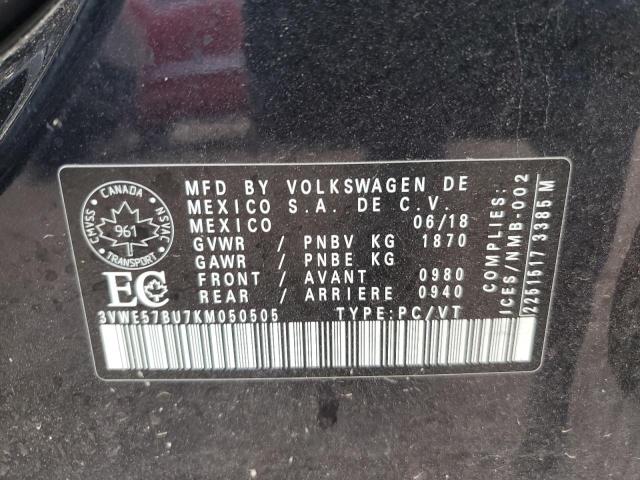 CANADA
CMVSS
NSVAC
961
TRANSPORT
EC
MFD BY VOLKSWAGEN DE
MEXICO S.A. DE C.V.
MEXICO 06/18
GVWR / PNBV KG 1870
GAWR / PNBE KG
FRONT / AVANT 0980
REAR / ARRIERE 0940
3VWE57BU7KM050505 TYPE:PC/VT
COMPLIES:
ICES/NMB-002
2251517 3385M